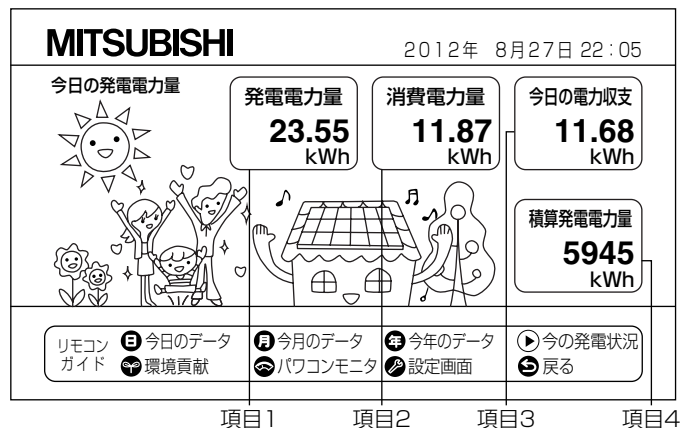 MITSUBISHI
2012年 8月27日 22:05
今日の発電電力量
発電電力量
23.55
kWh
消費電力量
11.87
kWh
今日の電力収支
11.68
kWh
積算発電電力量
5945
kWh
リモコン
ガイド
日 今日のデータ
月 今月のデータ
年 今年のデータ
今の発電状況
環境貢献
パワコンモニタ
設定画面
戻る
項目1
項目2
項目3
項目4